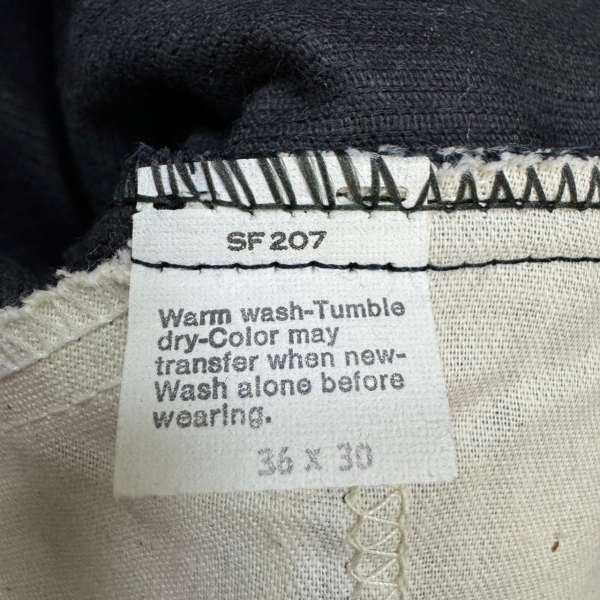 SF 207
Warm wash-Tumble
dry-Color may
transfer when new-
Wash alone before
wearing.
36 x 30